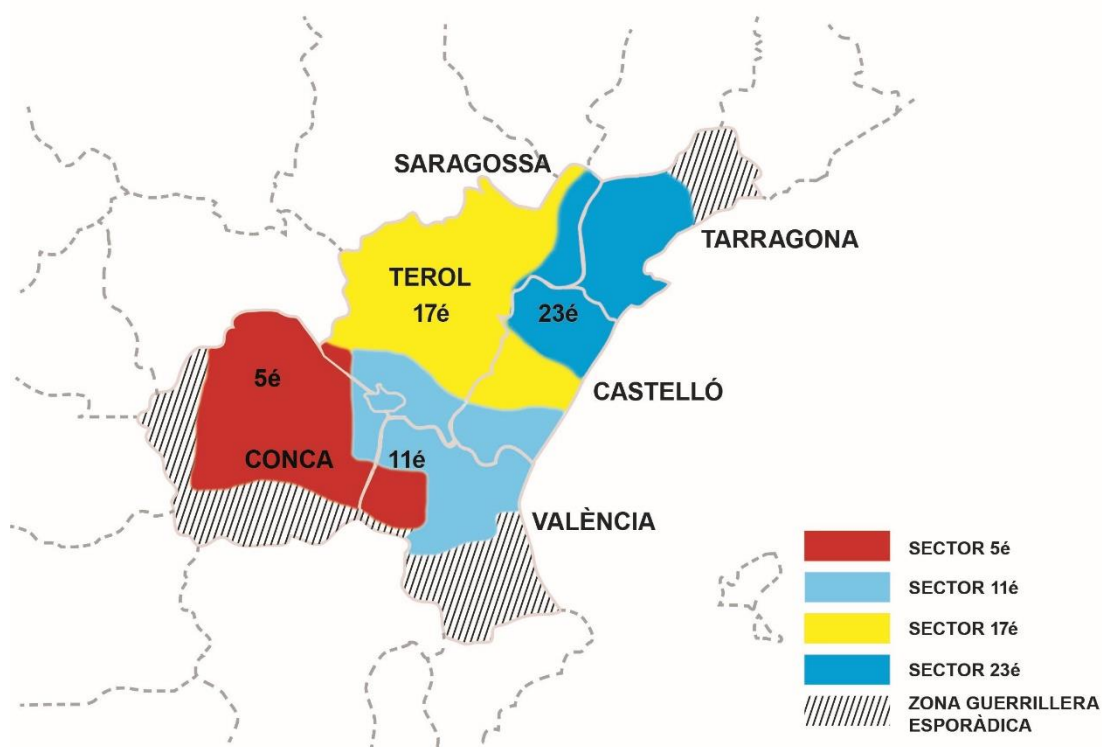 SARAGOSSA
TARRAGONA
TEROL
17é
23é
5é
CASTELLÓ
CONCA
11é
VALÈNCIA
SECTOR 5é
SECTOR 11é
SECTOR 17é
SECTOR 23é
ZONA GUERRILLERA
ESPORÀDICA